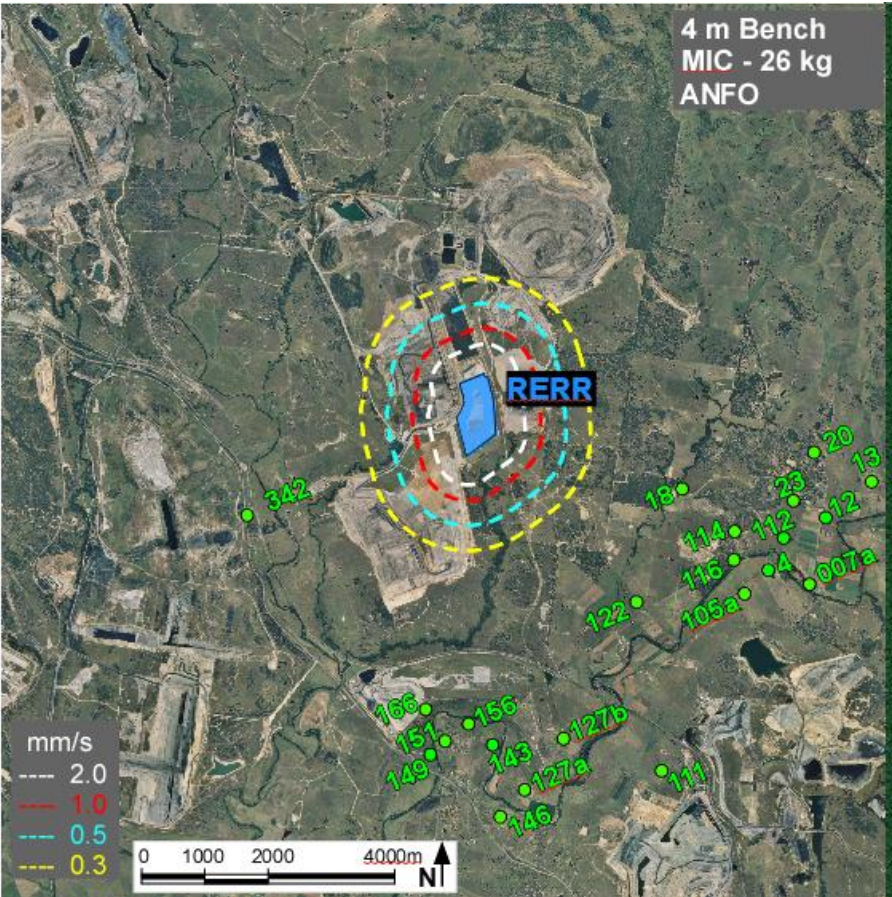 4 m Bench
MIC - 26 kg
ANFO
RERR
20
13
342
18
23
12
114
112
116
4
007a
105a
122
166
156
127b
151
143
149
127a
111
146
mm/s
---- 2.0
---- 1.0
---- 0.5
---- 0.3
0 1000 2000 4000m
N